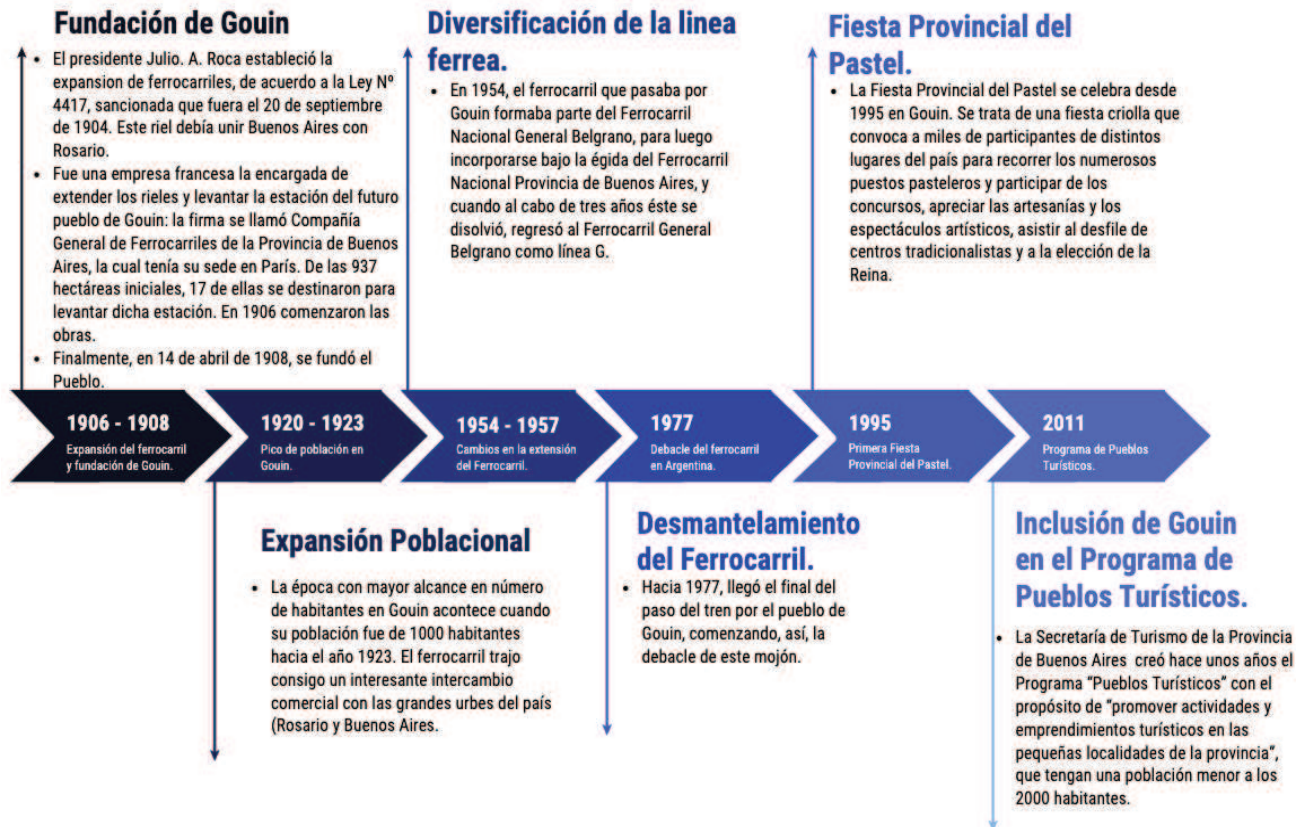 Fundación de Gouin
• El presidente Julio. A. Roca estableció la
expansion de ferrocarriles, de acuerdo a la Ley Nº
4417, sancionada que fuera el 20 de septiembre
de 1904. Este riel debía unir Buenos Aires con
Rosario.
• Fue una empresa francesa la encargada de
extender los rieles y levantar la estación del futuro
pueblo de Gouin: la firma se llamó Compañía
General de Ferrocarriles de la Provincia de Buenos
Aires, la cual tenía su sede en París. De las 937
hectáreas iniciales, 17 de ellas se destinaron para
levantar dicha estación. En 1906 comenzaron las
obras.
• Finalmente, en 14 de abril de 1908, se fundó el
Pueblo.
Diversificación de la linea
ferrea.
• En 1954, el ferrocarril que pasaba por
Gouin formaba parte del Ferrocarril
Nacional General Belgrano, para luego
incorporarse bajo la égida del Ferrocarril
Nacional Provincia de Buenos Aires, y
cuando al cabo de tres años éste se
disolvió, regresó al Ferrocarril General
Belgrano como línea G.
Fiesta Provincial del
Pastel.
• La Fiesta Provincial del Pastel se celebra desde
1995 en Gouin. Se trata de una fiesta criolla que
convoca a miles de participantes de distintos
lugares del país para recorrer los numerosos
puestos pasteleros y participar de los
concursos, apreciar las artesanías y los
espectáculos artísticos, asistir al desfile de
centros tradicionalistas y a la elección de la
Reina.
1906 - 1908
Expansión del ferrocarril
y fundación de Gouin.
1920 - 1923
Pico de población en
Gouin.
1954 - 1957
Cambios en la extensión
del Ferrocarril.
1977
Debacle del ferrocarril
en Argentina.
1995
Primera Fiesta
Provincial del Pastel.
2011
Programa de Pueblos
Turísticos.
Expansión Poblacional
• La época con mayor alcance en número
de habitantes en Gouin acontece cuando
su población fue de 1000 habitantes
hacia el año 1923. El ferrocarril trajo
consigo un interesante intercambio
comercial con las grandes urbes del país
(Rosario y Buenos Aires.
Desmantelamiento
del Ferrocarril.
• Hacia 1977, llegó el final del
paso del tren por el pueblo de
Gouin, comenzando, así, la
debacle de este mojón.
Inclusión de Gouin
en el Programa de
Pueblos Turísticos.
• La Secretaría de Turismo de la Provincia
de Buenos Aires creó hace unos años el
Programa “Pueblos Turísticos” con el
propósito de “promover actividades y
emprendimientos turísticos en las
pequeñas localidades de la provincia”,
que tengan una población menor a los
2000 habitantes.